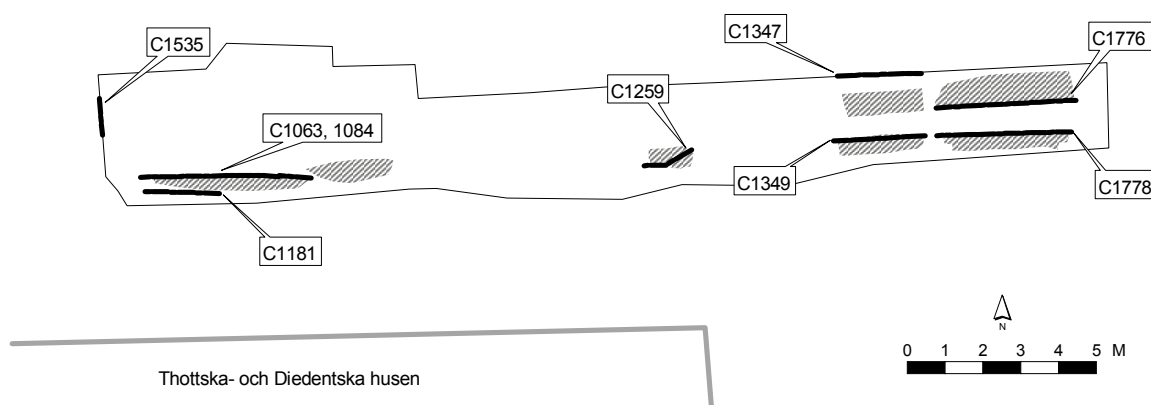 C1535
C1347
C1776
C1259
C1063, 1084
C1349
C1778
C1181
N
0 1 2 3 4 5 M
Thottska- och Diedentska husen